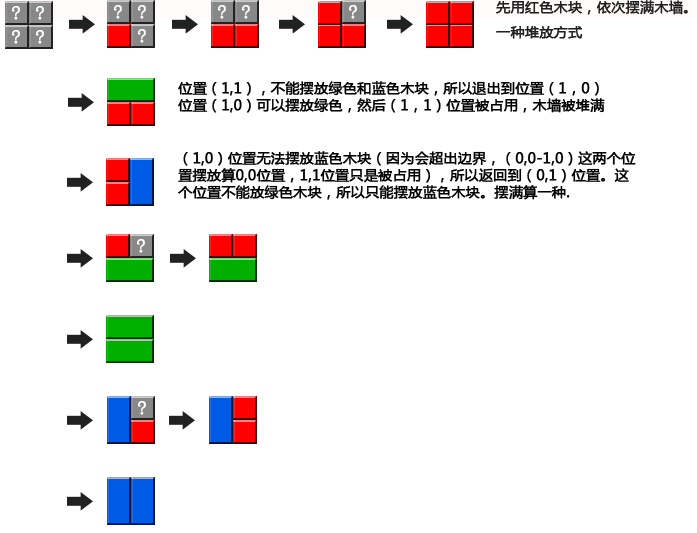 ? ? ? ? ? ? ?
? ? ? 先用红色木块，依次摆满木墙。
一种堆放方式
位置（1,1），不能摆放绿色和蓝色木块，所以退出到位置（1，0）
位置（1,0）可以摆放绿色，然后（1，1）位置被占用，木墙被堆满
（1,0）位置无法摆放蓝色木块（因为会超出边界，（0,0-1,0）这两个位
置摆放算0,0位置，1,1位置只是被占用），所以返回到（0,1）位置。这
个位置不能放绿色木块，所以只能摆放蓝色木块。摆满算一种.
?
?